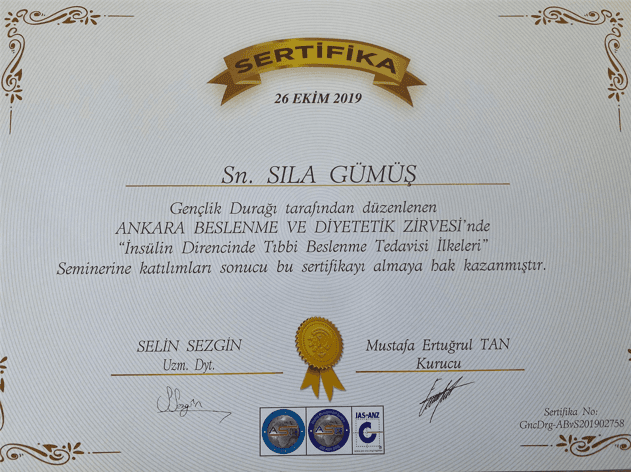 SERTİFİKA
26 EKİM 2019
Sn. SILA GÜMÜŞ
Gençlik Durağı tarafından düzenlenen
ANKARA BESLENME VE DİYETETİK ZİRVESİ'nde
"İnsülin Direncinde Tıbbi Beslenme Tedavisi İlkeleri"
Seminerine katılımları sonucu bu sertifikayı almaya hak kazanmıştır.
SELİN SEZGİN
Uzm. Dyt.
Mustafa Ertuğrul TAN
Kurucu
JAS-ANZ
Sertifika No:
GncDrg-ABvS201902758